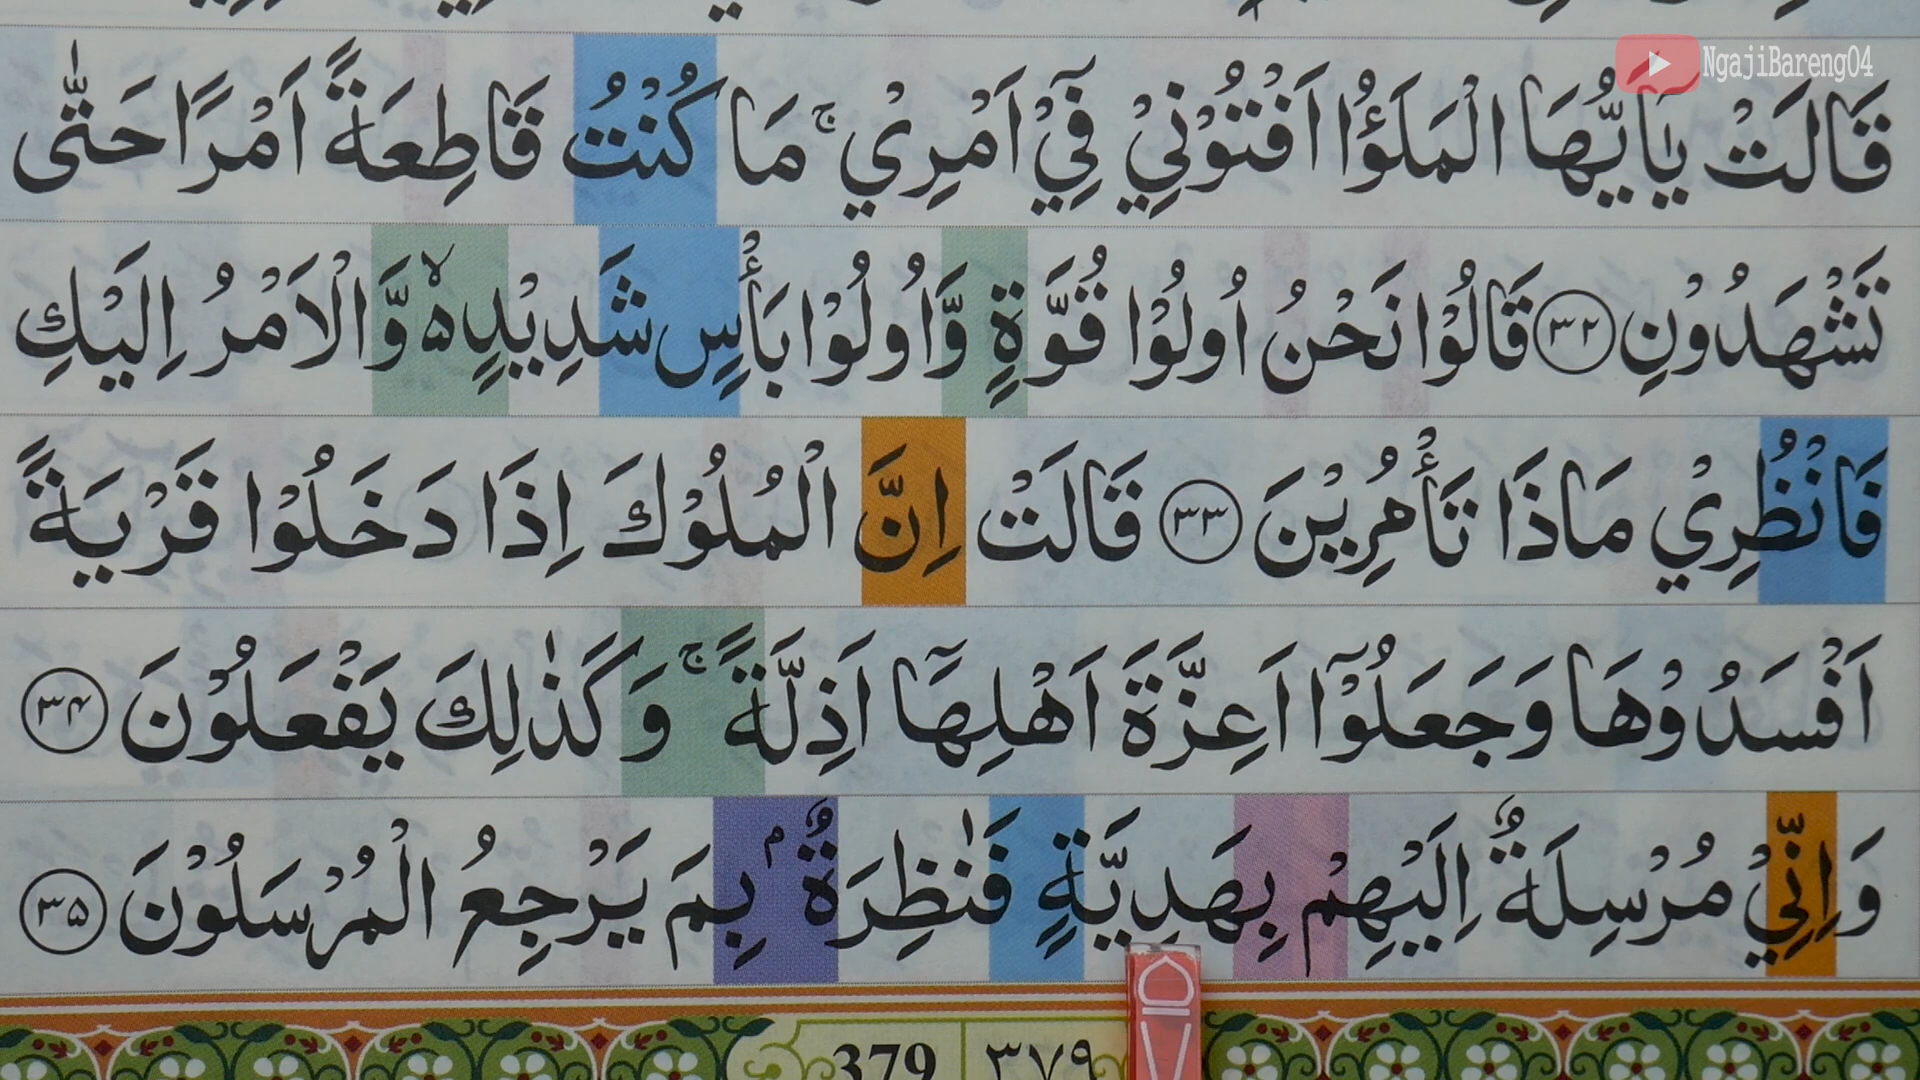 NgajiBareng04
قَالَتْ يٰٓاَيُّهَا الْمَلَؤُا اَفْتُوْنِيْ فِيْٓ اَمْرِيْ ۚ مَا كُنْتُ قَاطِعَةً اَمْرًا حَتّٰى
تَشْهَدُوْنِ ٣٢ قَالُوْا نَحْنُ اُولُوْا قُوَّةٍ وَّاُولُوْا بَأْسٍ شَدِيْدٍ ەۙ وَّالْاَمْرُ اِلَيْكِ
فَانْظُرِيْ مَاذَا تَأْمُرِيْنَ ٣٣ قَالَتْ اِنَّ الْمُلُوْكَ اِذَا دَخَلُوْا قَرْيَةً
اَفْسَدُوْهَا وَجَعَلُوْٓا اَعِزَّةَ اَهْلِهَآ اَذِلَّةً ۚ وَكَذٰلِكَ يَفْعَلُوْنَ ٣٤
وَاِنِّيْ مُرْسِلَةٌ اِلَيْهِمْ بِهَدِيَّةٍ فَنٰظِرَةٌ ۢ بِمَ يَرْجِعُ الْمُرْسَلُوْنَ ٣٥
379 ٣٧٩